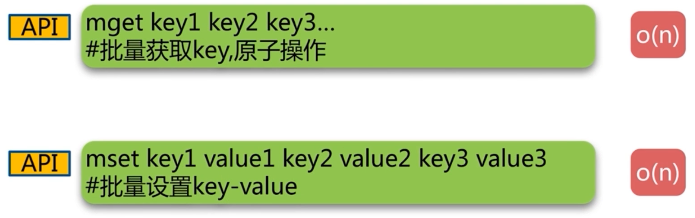 API
mget key1 key2 key3...
#批量获取key,原子操作
o(n)
API
mset key1 value1 key2 value2 key3 value3
#批量设置key-value
o(n)